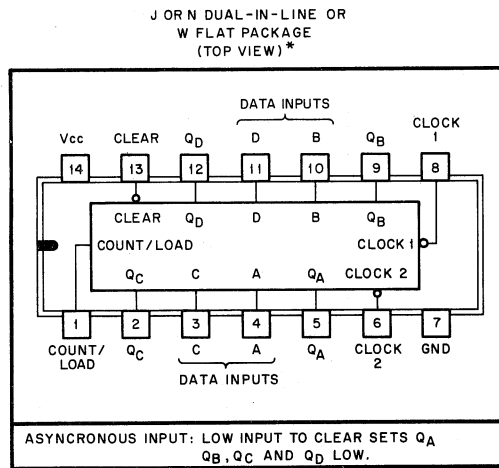 J OR N DUAL-IN-LINE OR
W FLAT PACKAGE
(TOP VIEW)*
DATA INPUTS
CLOCK
1
Vcc CLEAR QD D B QB
14 13 12 11 10 9 8
CLEAR QD D B QB
COUNT/LOAD CLOCK 1
QC C A QA CLOCK 2
1 2 3 4 5 6 7
COUNT/
LOAD
QC C A QA CLOCK
2
GND
DATA INPUTS
ASYNCRONOUS INPUT: LOW INPUT TO CLEAR SETS QA
QB, QC AND QD LOW.